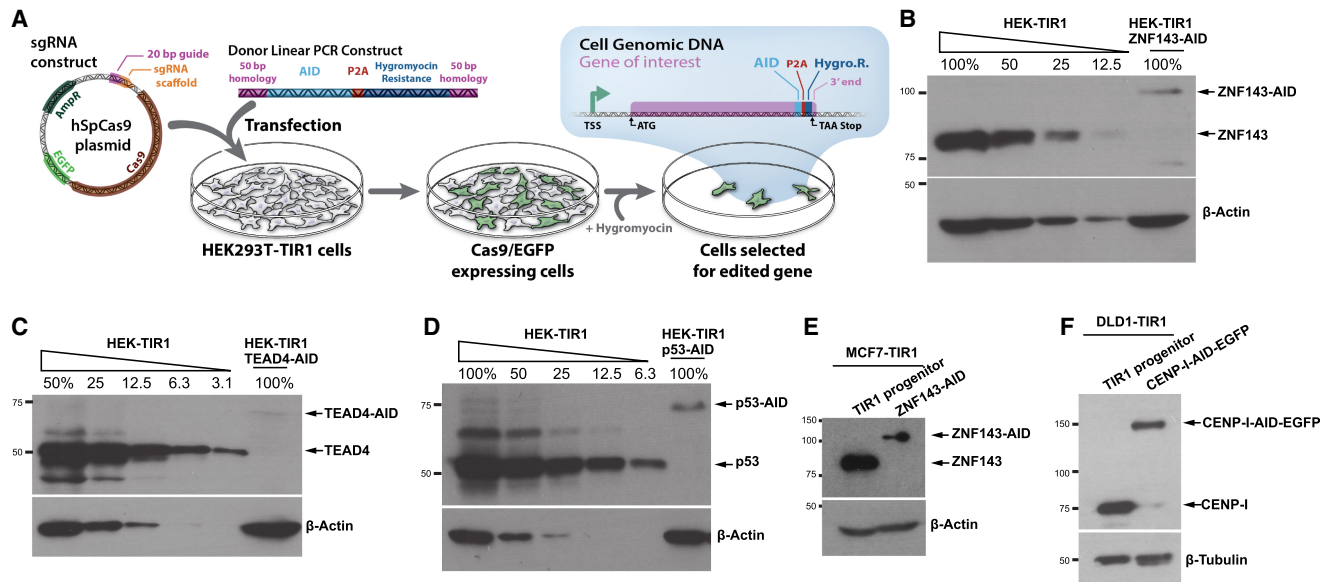 A
sgRNA
construct
20 bp guide
sgRNA
scaffold
AmpR
hSpCas9
plasmid
EGFP
Cas9
Donor Linear PCR Construct
50 bp
homology
AID
P2A
Hygromyocin
Resistance
50 bp
homology
Transfection
HEK293T-TIR1 cells
Cas9/EGFP
expressing cells
+ Hygromyocin
Cells selected
for edited gene
Cell Genomic DNA
Gene of interest
AID
P2A
Hygro.R.
3'end
TSS
ATG
TAA Stop
B
HEK-TIR1
HEK-TIR1
ZNF143-AID
100% 50 25 12.5 100%
100
75
50
ZNF143-AID
ZNF143
β-Actin
C
HEK-TIR1
HEK-TIR1
TEAD4-AID
50% 25 12.5 6.3 3.1 100%
75
50
TEAD4-AID
TEAD4
β-Actin
D
HEK-TIR1
HEK-TIR1
p53-AID
100% 50 25 12.5 6.3 100%
75
50
p53-AID
p53
β-Actin
E
MCF7-TIR1
TIR1 progenitor
ZNF143-AID
150
100
75
50
ZNF143-AID
ZNF143
β-Actin
F
DLD1-TIR1
TIR1 progenitor
CENP-I-AID-EGFP
150
100
75
50
CENP-I-AID-EGFP
CENP-I
β-Tubulin